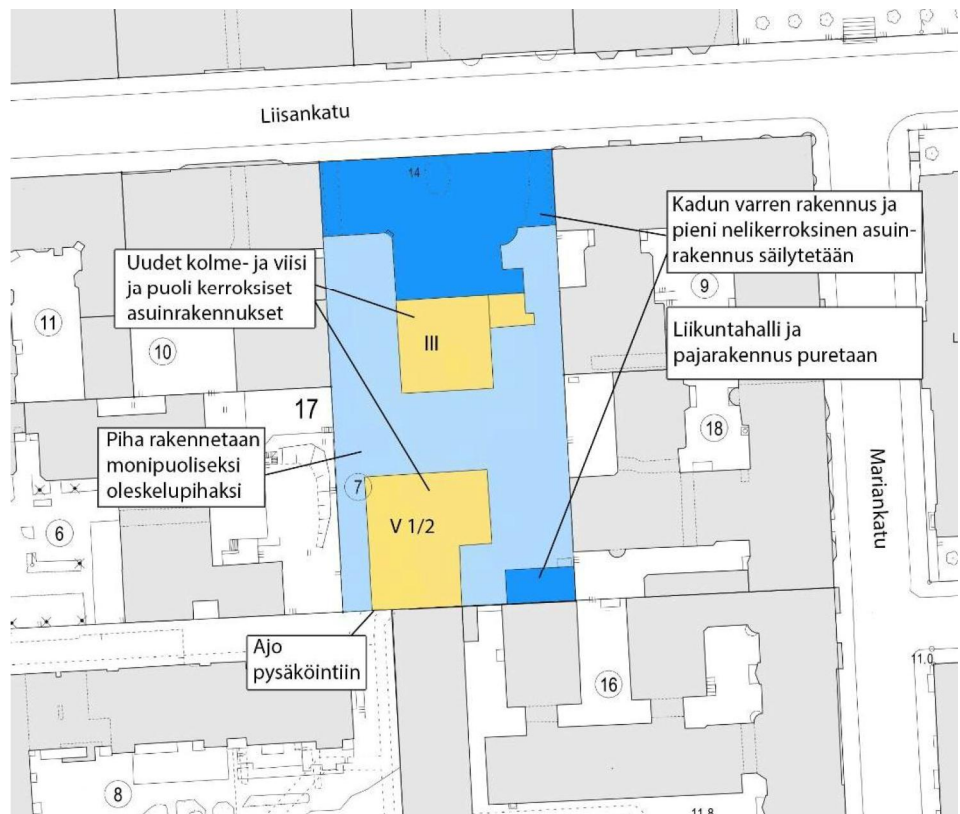 Liisankatu
14
Kadun varren rakennus ja
pieni nelikerroksinen asuin-
rakennus säilytetään
Uudet kolme- ja viisi
ja puoli kerroksiset
asuinrakennukset
9
11
10
III
Liikuntahalli ja
pajarakennus puretaan
17
18
Piha rakennetaan
monipuoliseksi
oleskelupihaksi
7
6
V 1/2
Mariankatu
Ajo
pysäköintiin
11.0
16
8
11.8